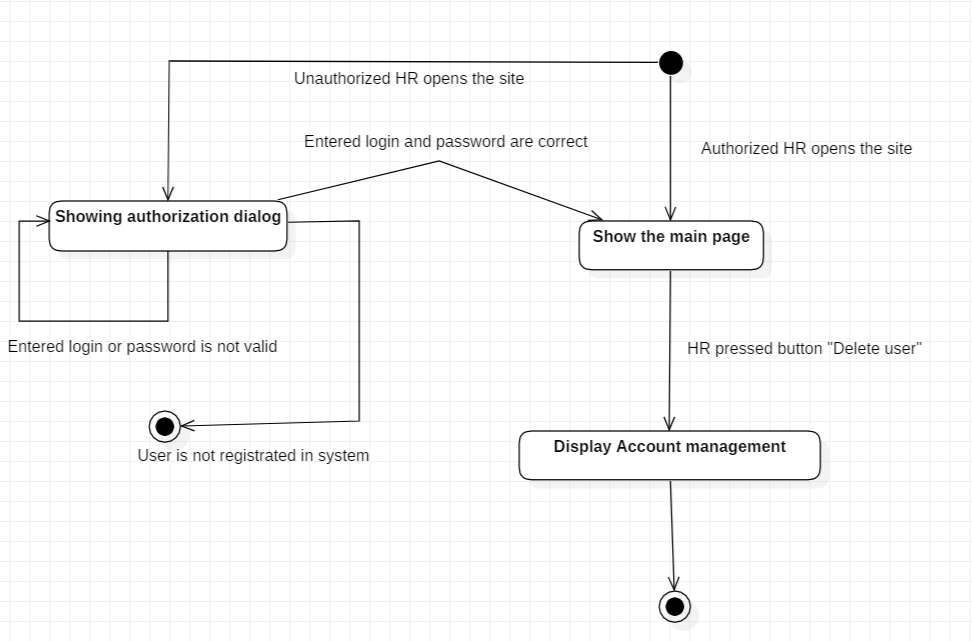 Unauthorized HR opens the site
Entered login and password are correct
Authorized HR opens the site
Showing authorization dialog
Show the main page
Entered login or password is not valid
HR pressed button "Delete user"
Display Account management
User is not registrated in system